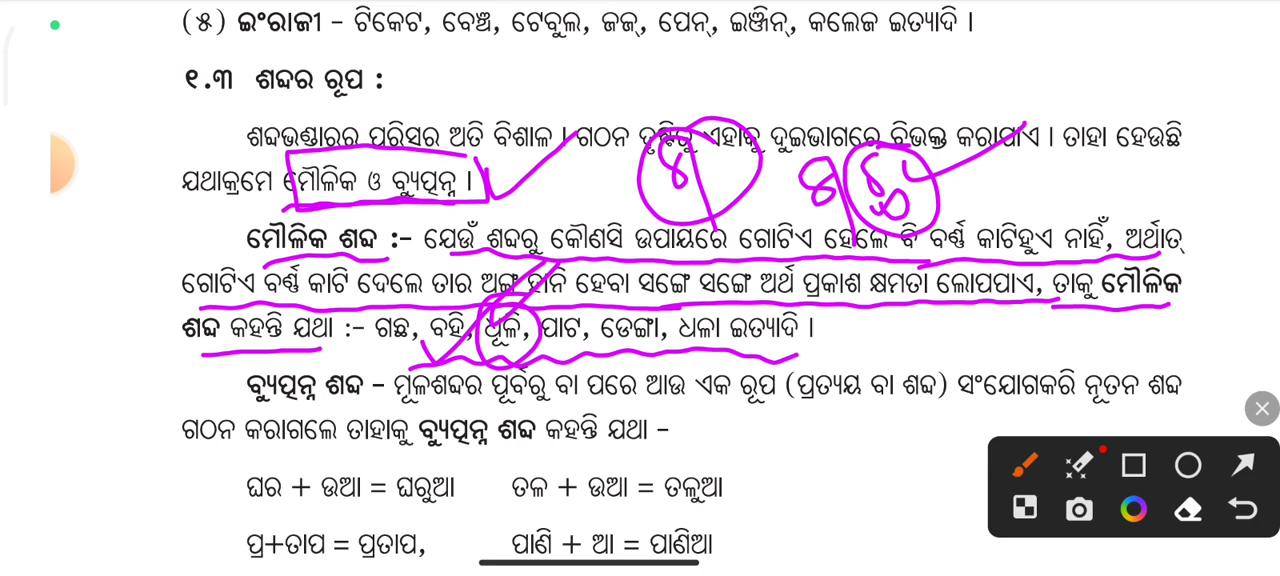 (୫) ଇଂରାଜୀ – ଟିକେଟ, ବେଞ୍ଚ, ଟେବୁଲ, ଜଜ୍, ପେନ୍, ଇଞ୍ଜିନ୍, କଲେଜ ଇତ୍ୟାଦି ।
୧.୩ ଶବ୍ଦର ରୂପ :
ଶବ୍ଦଭଣ୍ଡାରର ପରିସର ଅତି ବିଶାଳ । ଗଠନ ଦୃଷ୍ଟିରୁ ଏହାକୁ ଦୁଇଭାଗରେ ବିଭକ୍ତ କରାଯାଏ । ତାହା ହେଉଛି
ଯଥାକ୍ରମେ ମୌଳିକ ଓ ବ୍ୟୁତ୍ପନ୍ନ ।
ମୌଳିକ ଶବ୍ଦ :– ଯେଉଁ ଶବ୍ଦରୁ କୌଣସି ଉପାୟରେ ଗୋଟିଏ ହେଲେ ବି ବର୍ଣ୍ଣ କାଟିହୁଏ ନାହିଁ, ଅର୍ଥାତ୍
ଗୋଟିଏ ବର୍ଣ୍ଣ କାଟି ଦେଲେ ତାର ଅଙ୍ଗ ହାନି ହେବା ସଙ୍ଗେ ସଙ୍ଗେ ଅର୍ଥ ପ୍ରକାଶ କ୍ଷମତା ଲୋପପାଏ, ତାକୁ ମୌଳିକ
ଶବ୍ଦ କହନ୍ତି ଯଥା :– ଗଛ, ବହି, ଧୂଳି, ପାଟ, ଡେଙ୍ଗା, ଧଳା ଇତ୍ୟାଦି ।
ବ୍ୟୁତ୍ପନ୍ନ ଶବ୍ଦ – ମୂଳଶବ୍ଦର ପୂର୍ବରୁ ବା ପରେ ଆଉ ଏକ ରୂପ (ପ୍ରତ୍ୟୟ ବା ଶବ୍ଦ) ସଂଯୋଗକରି ନୂତନ ଶବ୍ଦ
ଗଠନ କରାଗଲେ ତାହାକୁ ବ୍ୟୁତ୍ପନ୍ନ ଶବ୍ଦ କହନ୍ତି ଯଥା –
ଘର + ଉଆ = ଘରୁଆ ତଳ + ଉଆ = ତଳୁଆ
ପ୍ର+ତାପ = ପ୍ରତାପ, ପାଣି + ଆ = ପାଣିଆ